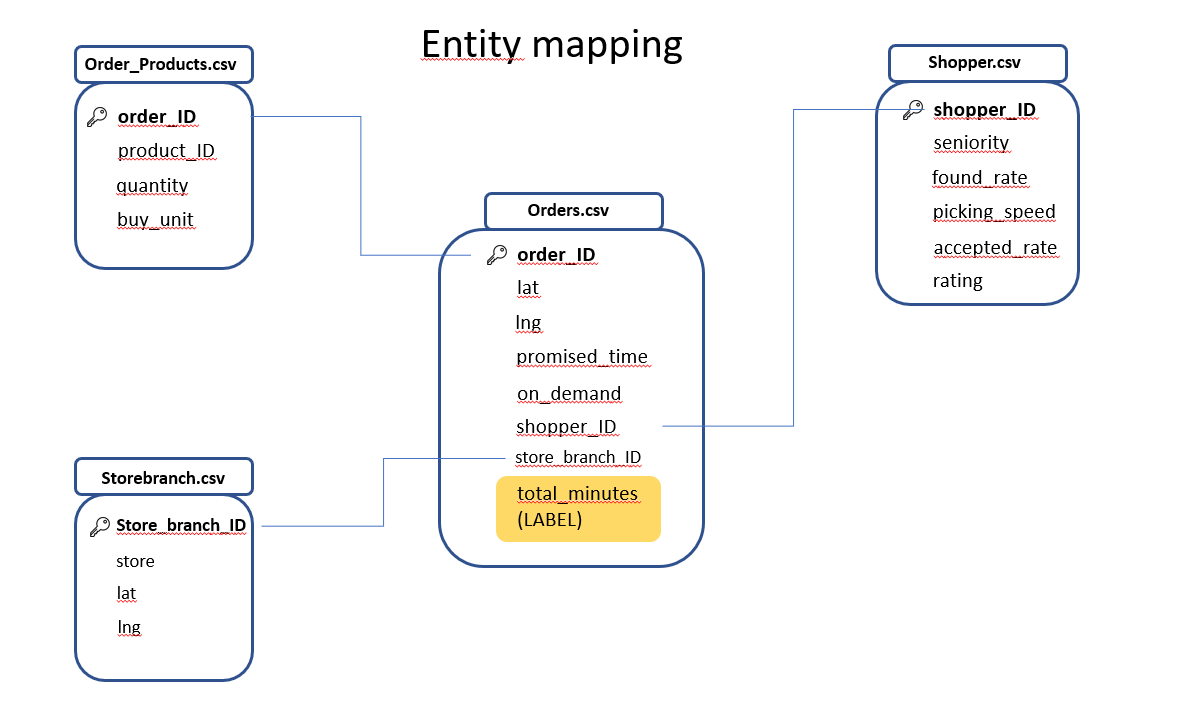 Entity mapping
Order_Products.csv
order_ID
product_ID
quantity
buy_unit
Orders.csv
order_ID
lat
lng
promised_time
on_demand
shopper_ID
store_branch_ID
total_minutes
(LABEL)
Shopper.csv
shopper_ID
seniority
found_rate
picking_speed
accepted_rate
rating
Storebranch.csv
Store_branch_ID
store
lat
lng